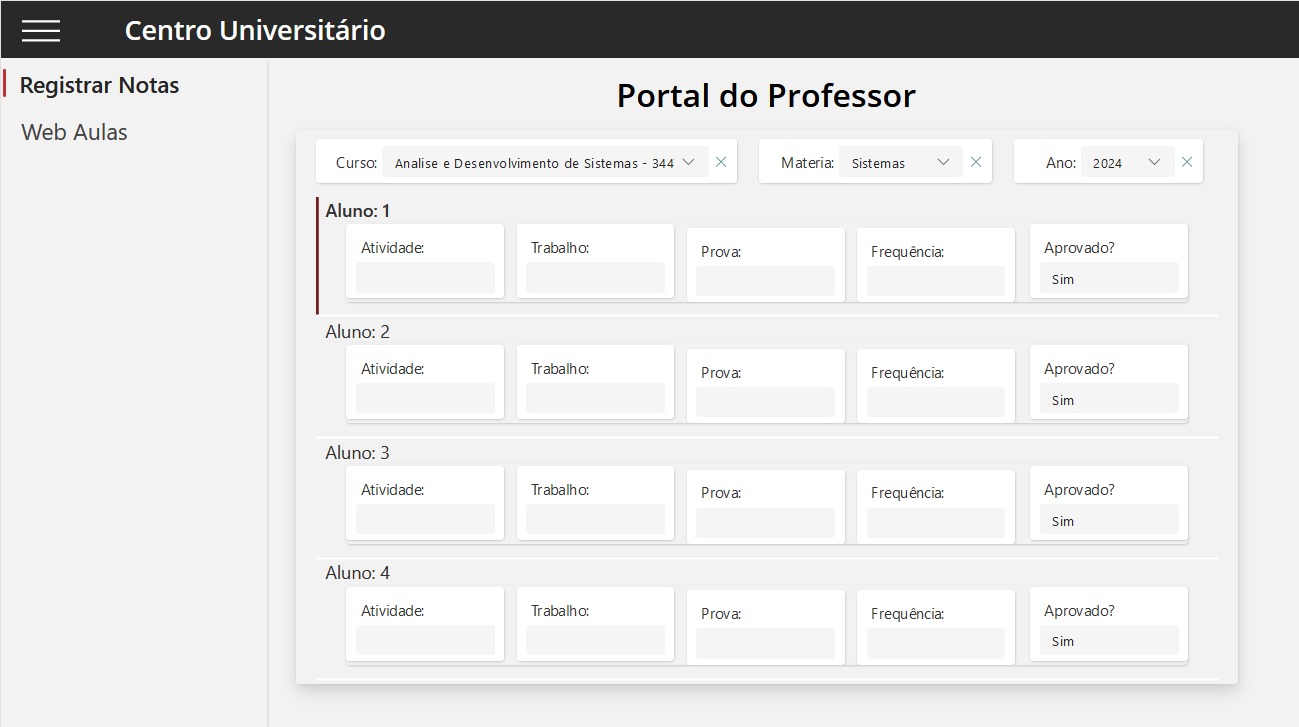 Centro Universitário
Registrar Notas
Web Aulas
Portal do Professor
Curso: Analise e Desenvolvimento de Sistemas - 344 Materia: Sistemas Ano: 2024
Aluno: 1
Atividade: Trabalho: Prova: Frequência: Aprovado?
Sim
Aluno: 2
Atividade: Trabalho: Prova: Frequência: Aprovado?
Sim
Aluno: 3
Atividade: Trabalho: Prova: Frequência: Aprovado?
Sim
Aluno: 4
Atividade: Trabalho: Prova: Frequência: Aprovado?
Sim